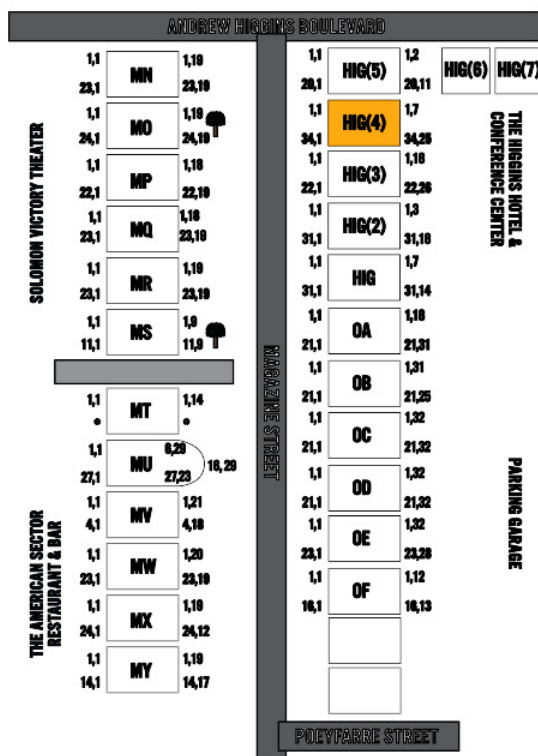 ANDREW HIGGINS BOULEVARD
SOLOMON VICTORY THEATER
1,1 MN 1,19
23,1 23,19
1,1 MO 1,19
24,1 24,19
1,1 MP 1,18
22,1 22,19
1,1 MQ 1,18
23,1 23,19
1,1 MR 1,19
23,1 23,19
1,1 MS 1,9
11,1 11,9
THE AMERICAN SECTOR
RESTAURANT & BAR
1,1 MT 1,14
1,1 MU 6,29
27,1 27,23 18,29
1,1 MV 1,21
4,1 4,18
1,1 MW 1,20
23,1 23,19
1,1 MX 1,19
24,1 24,12
1,1 MY 1,19
14,1 14,17
MAGAZINE STREET
1,1 HIG(5) 1,2
20,1 20,11
HIG(6)
HIG(7)
1,1 HIG(4) 1,7
34,1 34,25
1,1 HIG(3) 1,16
22,1 22,26
1,1 HIG(2) 1,3
31,1 31,16
1,1 HIG 1,7
31,1 31,14
1,1 OA 1,16
21,1 21,31
1,1 OB 1,31
21,1 21,25
1,1 OC 1,32
21,1 21,32
1,1 OD 1,32
21,1 21,32
1,1 OE 1,32
23,1 23,28
1,1 OF 1,12
16,1 16,13
THE HIGGINS HOTEL &
CONFERENCE CENTER
PARKING GARAGE
POEYFARRE STREET